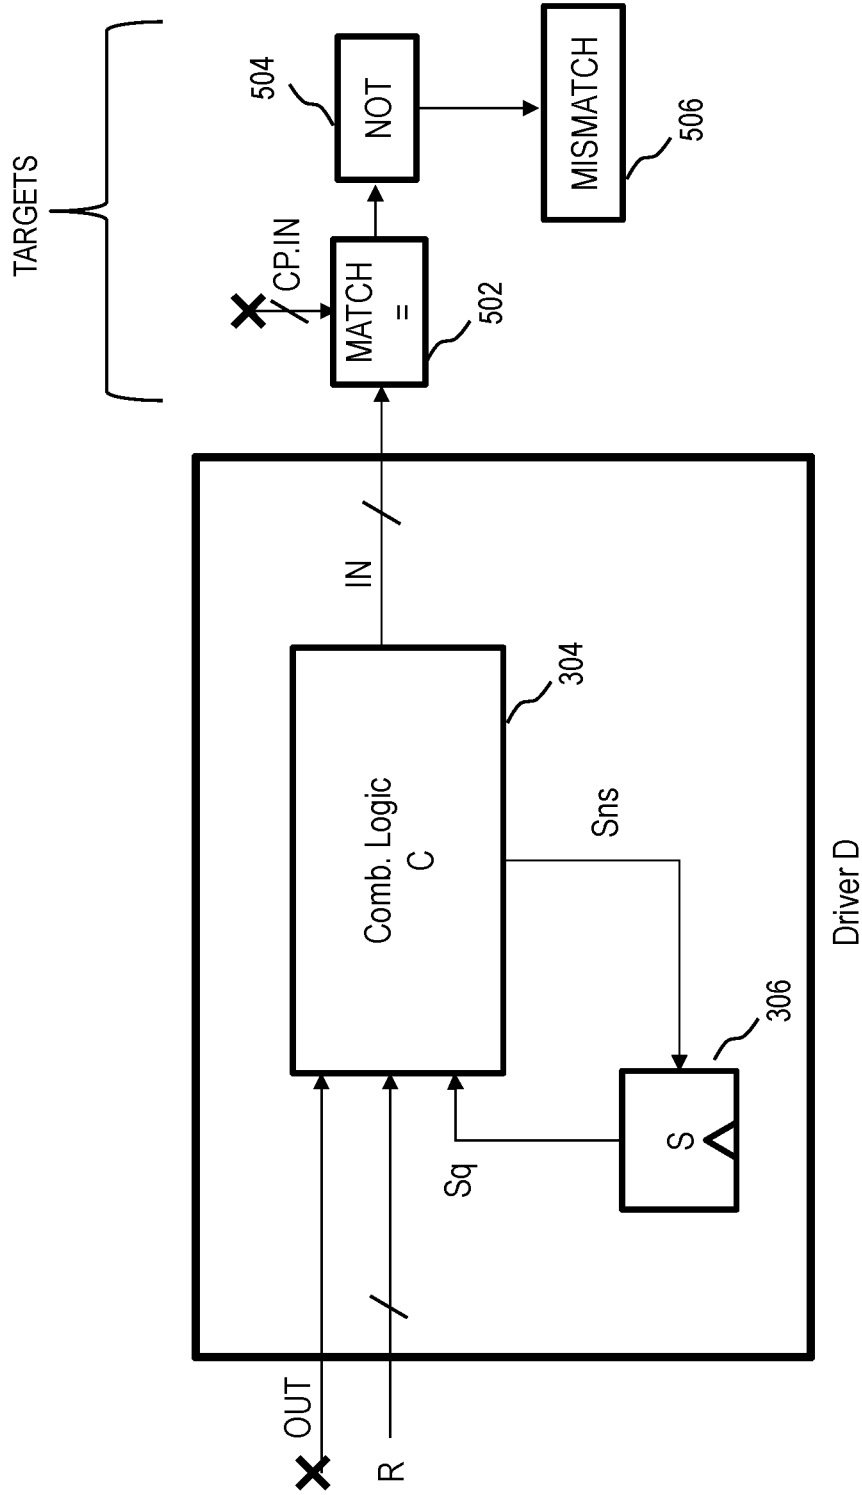 TARGETS
504
NOT
MISMATCH
506
CP.IN
MATCH
=
502
IN
Comb. Logic
C
304
Sns
OUT
R
Sq
S
306
Driver D